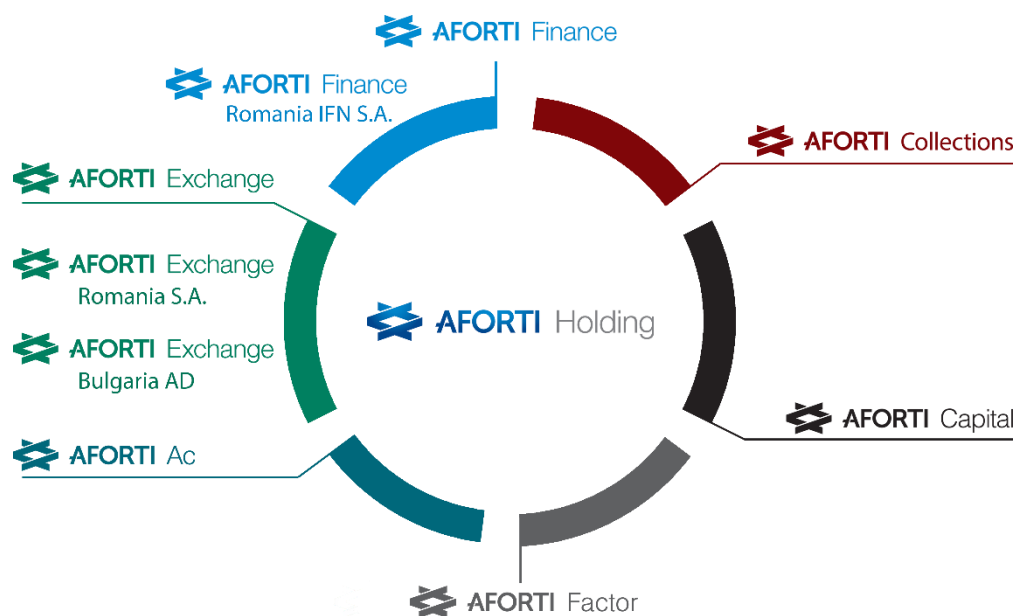 AFORTI Finance
AFORTI Finance
Romania IFN S.A.
AFORTI Collections
AFORTI Exchange
AFORTI Exchange
Romania S.A.
AFORTI Holding
AFORTI Exchange
Bulgaria AD
AFORTI Capital
AFORTI Ac
AFORTI Factor